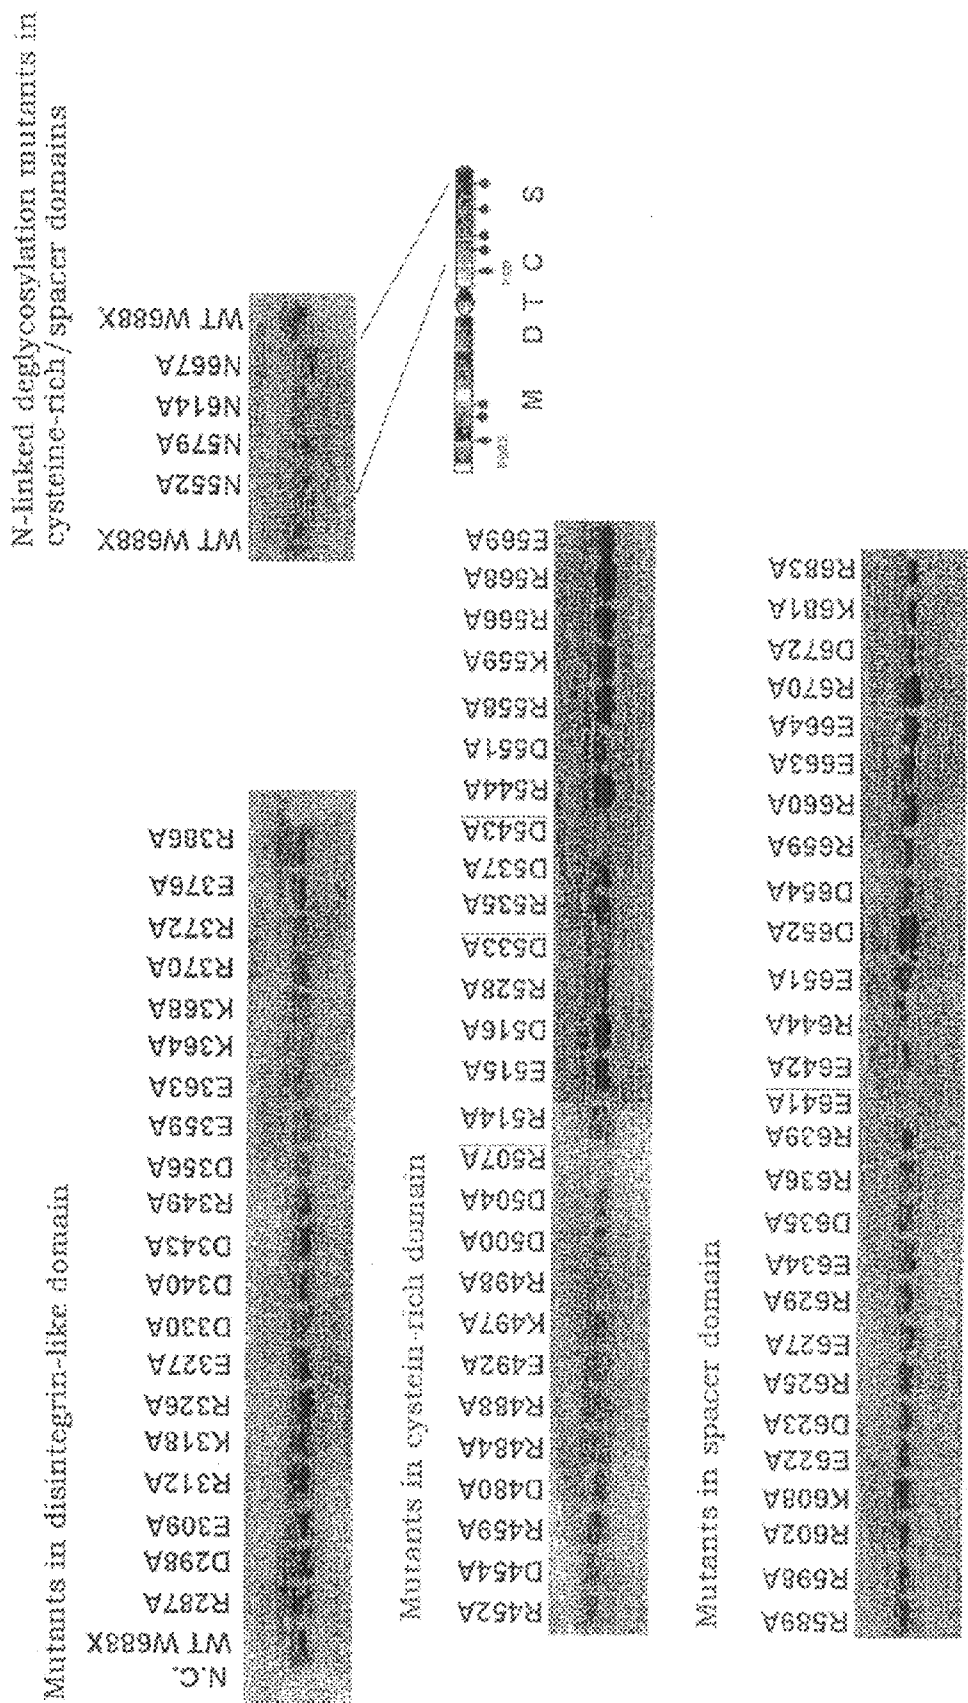 Mutants in disintegrin-like domain
N.C.
WT W688X
R287A
D298A
E309A
R312A
K318A
R326A
E327A
D330A
D340A
D343A
R349A
D356A
E359A
E363A
K364A
K368A
R370A
R372A
E376A
R386A
N-linked deglycosylation mutants in
cysteine-rich/spacer domains
WT W688X
N552A
N579A
N614A
N667A
WT W688X
M D T C S
Mutants in cystein-rich domain
R452A
D454A
R459A
D480A
R484A
R488A
E492A
K497A
R498A
D500A
D504A
R507A
R514A
E515A
D516A
R528A
D533A
R535A
D537A
D543A
R544A
D551A
R558A
K559A
R566A
R568A
E569A
Mutants in spacer domain
R589A
R598A
R602A
K608A
E622A
D623A
R625A
E627A
R629A
E634A
D635A
R636A
R639A
E641A
E642A
R644A
E651A
D652A
D654A
R659A
R660A
E663A
E664A
R670A
D672A
K681A
R683A